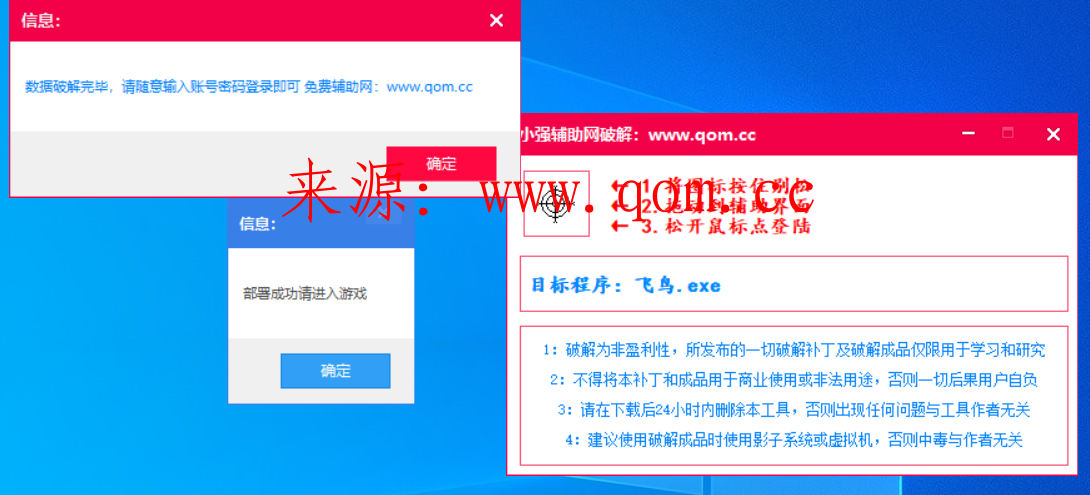 信息:
数据破解完毕，请随意输入账号密码登录即可 免费辅助网：www.qom.cc
确定
小强辅助网破解：www.qom.cc
来源：www.qom.cc
← 1.将图标按住别松
← 2.拖动到辅助界面
← 3.松开鼠标点登陆
信息:
部署成功请进入游戏
确定
目标程序：飞鸟.exe
1：破解为非盈利性，所发布的一切破解补丁及破解成品仅限用于学习和研究
2：不得将本补丁和成品用于商业使用或非法用途，否则一切后果用户自负
3：请在下载后24小时内删除本工具，否则出现任何问题与工具作者无关
4：建议使用破解成品时使用影子系统或虚拟机，否则中毒与作者无关